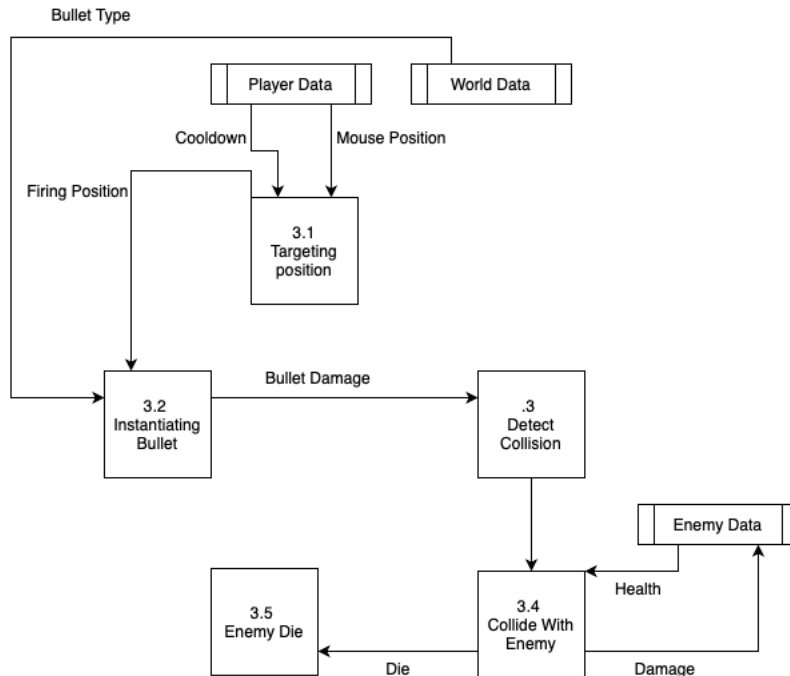 Bullet Type
Player Data
World Data
Cooldown
Mouse Position
Firing Position
3.1
Targeting
position
Bullet Damage
3.2
Instantiating
Bullet
.3
Detect
Collision
Enemy Data
Health
3.5
Enemy Die
3.4
Collide With
Enemy
Die
Damage